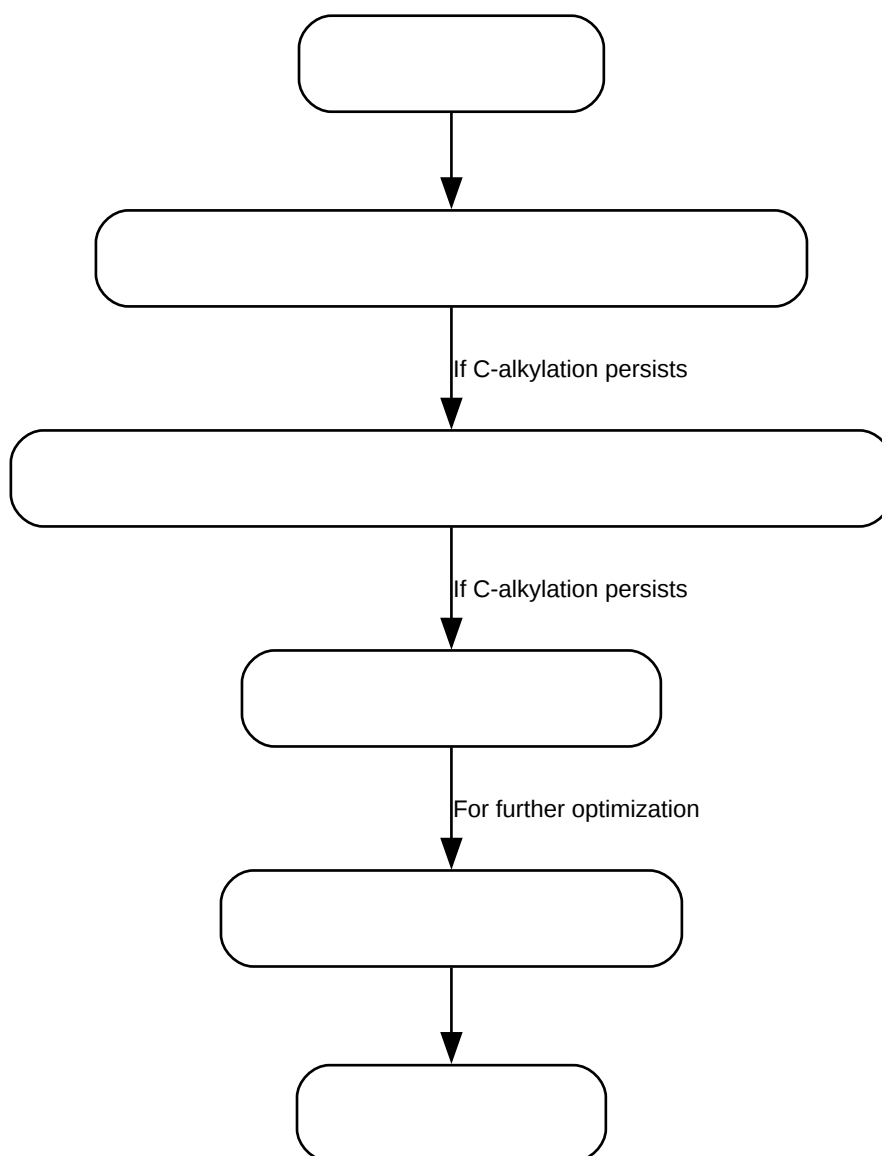 If C-alkylation persists
If C-alkylation persists
For further optimization